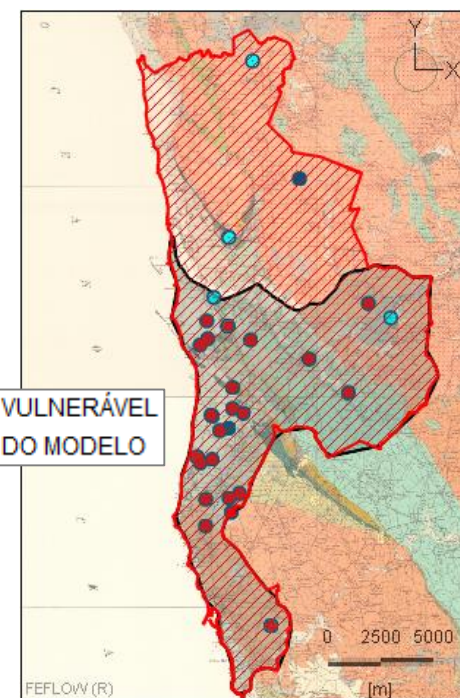 Y
X
VULNERÁVEL
DO MODELO
0 2500 5000
[m]
FEFLOW (R)